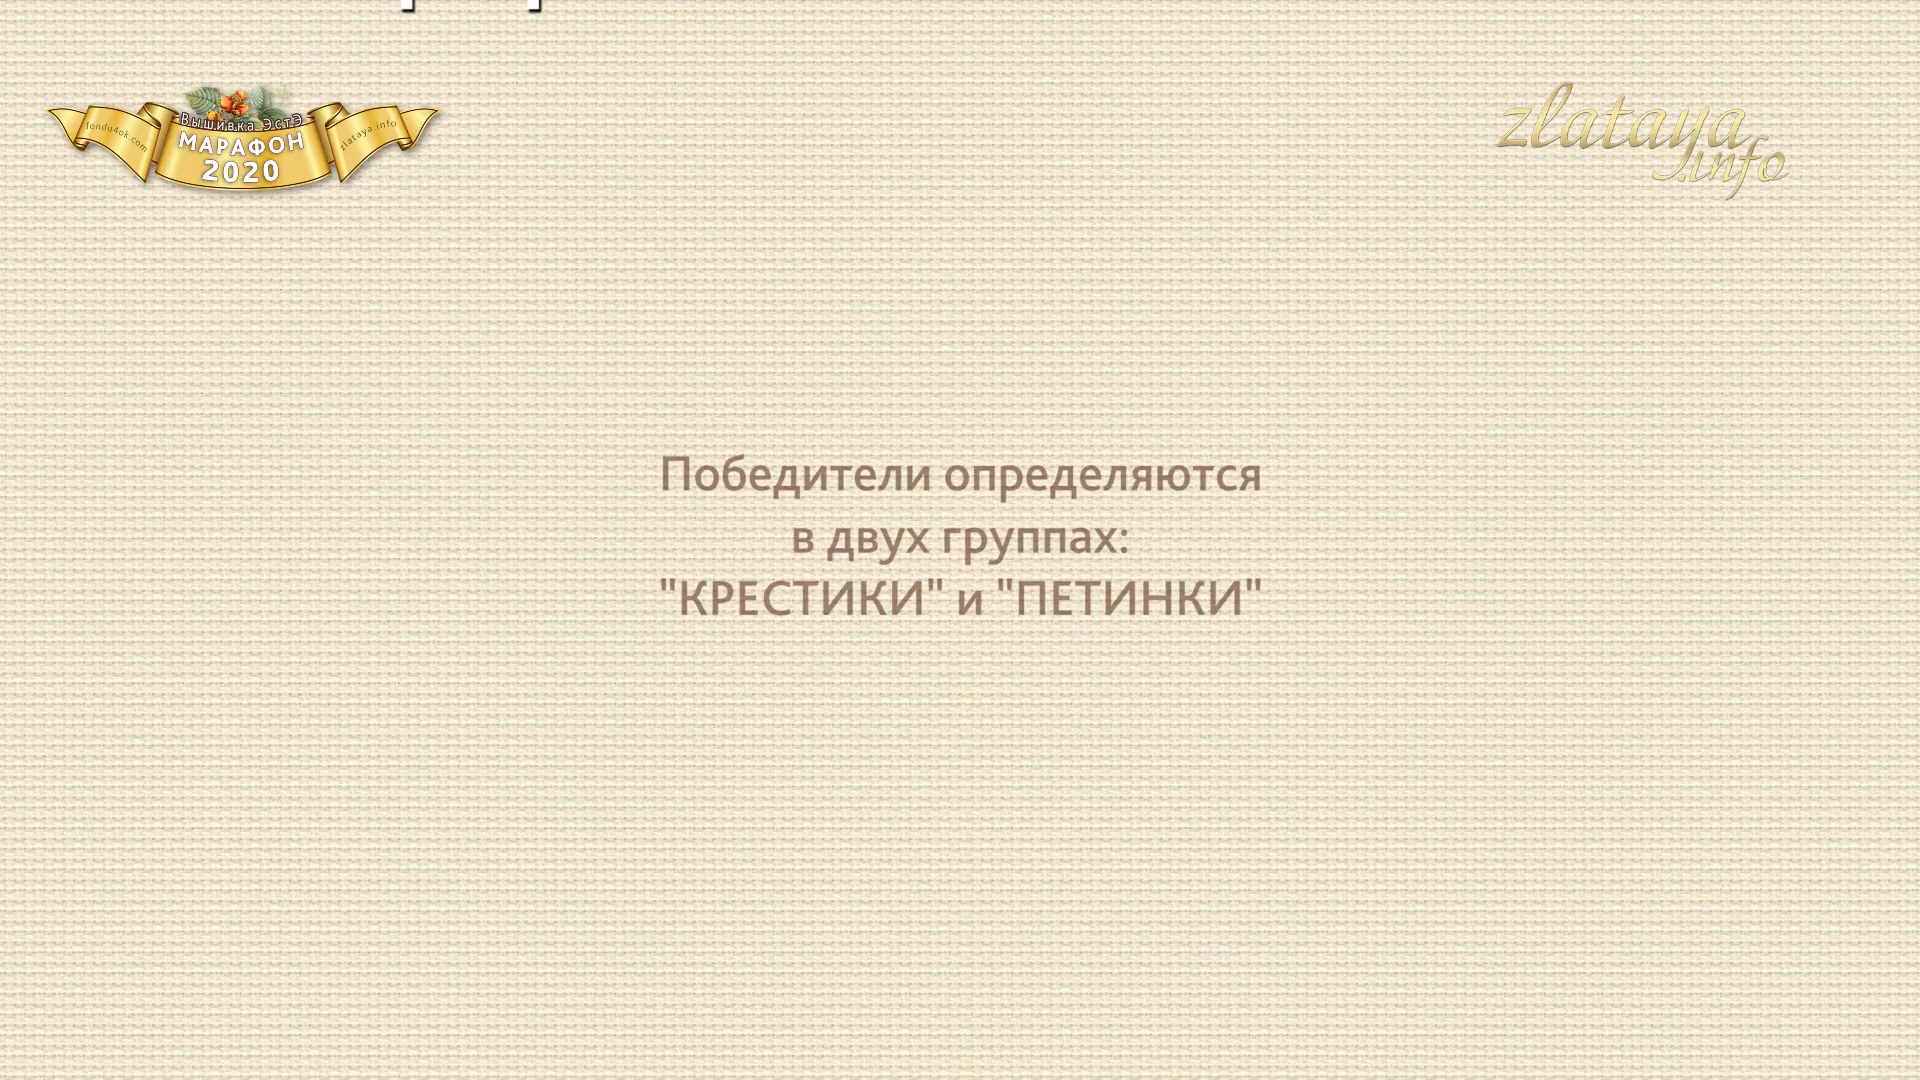 fondu4ok.com
Вышивка ЭстЭ
zlataya.info
МАРАФОН
2020
zlataya
.info
Победители определяются
в двух группах:
"КРЕСТИКИ" и "ПЕТИНКИ"